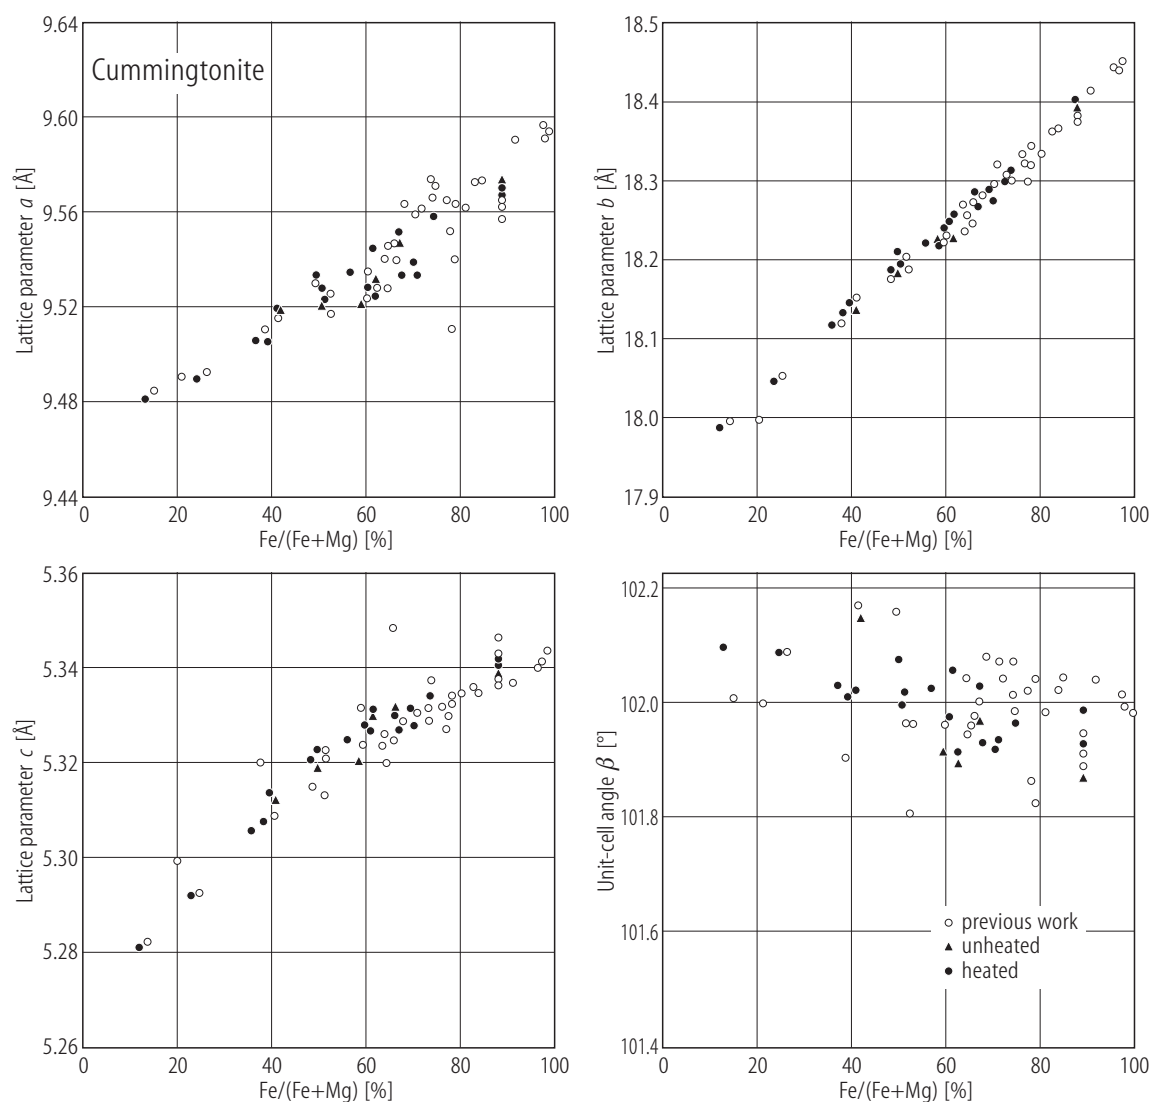 Cummingtonite
Lattice parameter a [Å]
9.64
9.60
9.56
9.52
9.48
9.44
0 20 40 60 80 100
Fe/(Fe+Mg) [%]
Lattice parameter b [Å]
18.5
18.4
18.3
18.2
18.1
18.0
17.9
0 20 40 60 80 100
Fe/(Fe+Mg) [%]
Lattice parameter c [Å]
5.36
5.34
5.32
5.30
5.28
5.26
0 20 40 60 80 100
Fe/(Fe+Mg) [%]
Unit-cell angle β [°]
102.2
102.0
101.8
101.6
101.4
previous work
unheated
heated
0 20 40 60 80 100
Fe/(Fe+Mg) [%]